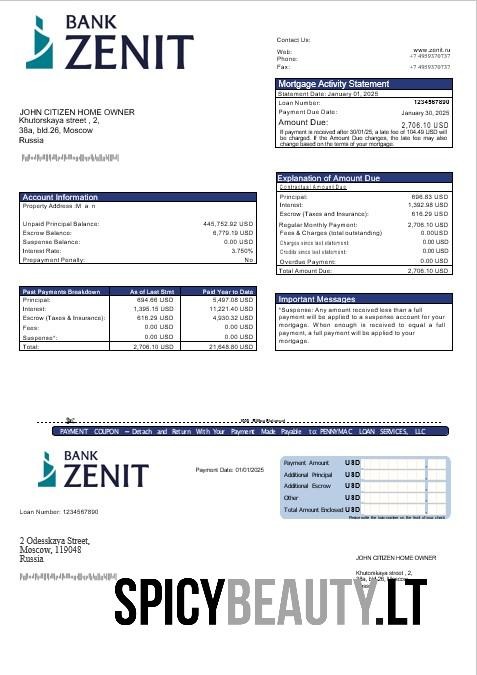 BANK
ZENIT
Contact Us:
Web: www.zenit.ru
Phone: +7 4959370737
Fax: +7 4959370737
Mortgage Activity Statement
Statement Date: January 01, 2025
Loan Number: 1234567890
Payment Due Date: January 30, 2025
Amount Due: 2,706.10 USD
If payment is received after 30/01/25, a late fee of 104.49 USD will
be charged. If the Amount Due changes, the late fee may also
change based on the terms of your mortgage.
JOHN CITIZEN HOME OWNER
Khutorskaya street , 2,
38a, bld.26, Moscow
Russia
Explanation of Amount Due
Contractual Amount Due
Principal: 696.83 USD
Interest: 1,392.98 USD
Escrow (Taxes and Insurance): 616.29 USD
Regular Monthly Payment: 2,706.10 USD
Fees & Charges (total outstanding) 0.00USD
Charges since last statement: 0.00 USD
Credits since last statement: 0.00 USD
Overdue Payment: 0.00 USD
Total Amount Due: 2,706.10 USD
Account Information
Property Address: M a n
Unpaid Principal Balance: 445,752.92 USD
Escrow Balance: 6,779.19 USD
Suspense Balance: 0.00 USD
Interest Rate: 3.750%
Prepayment Penalty: No
Past Payments Breakdown As of Last Stmt Paid Year to Date
Principal: 694.66 USD 5,497.08 USD
Interest: 1,395.15 USD 11,221.40 USD
Escrow (Taxes & Insurance): 616.29 USD 4,930.32 USD
Fees: 0.00 USD 0.00 USD
Suspense*: 0.00 USD 0.00 USD
Total: 2,706.10 USD 21,648.80 USD
Important Messages
*Suspense: Any amount received less than a full
payment will be applied to a suspense account for your
mortgage. When enough is received to equal a full
payment, a full payment will be applied to your
mortgage.
PAYMENT COUPON – Detach and Return With Your Payment Made Payable to: PENNYMAC LOAN SERVICES, LLC
BANK
ZENIT
Payment Date: 01/01/2025
Payment Amount USD
Additional Principal USD
Additional Escrow USD
Other USD
Total Amount Enclosed USD
Please write the loan number on the front of your check
Loan Number: 1234567890
2 Odesskaya Street,
Moscow, 119048
Russia
JOHN CITIZEN HOME OWNER
Khutorskaya street , 2,
38a, bld.26, Moscow
SPICYBEAUTY.LT